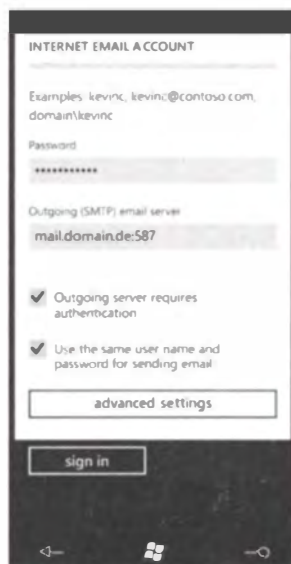 INTERNET EMAIL ACCOUNT
Examples: kevinc, kevinc@contoso.com,
domain\kevinc
Password
***********
Outgoing (SMTP) email server
mail.domain.de:587
Outgoing server requires
authentication
Use the same user name and
password for sending email
advanced settings
sign in